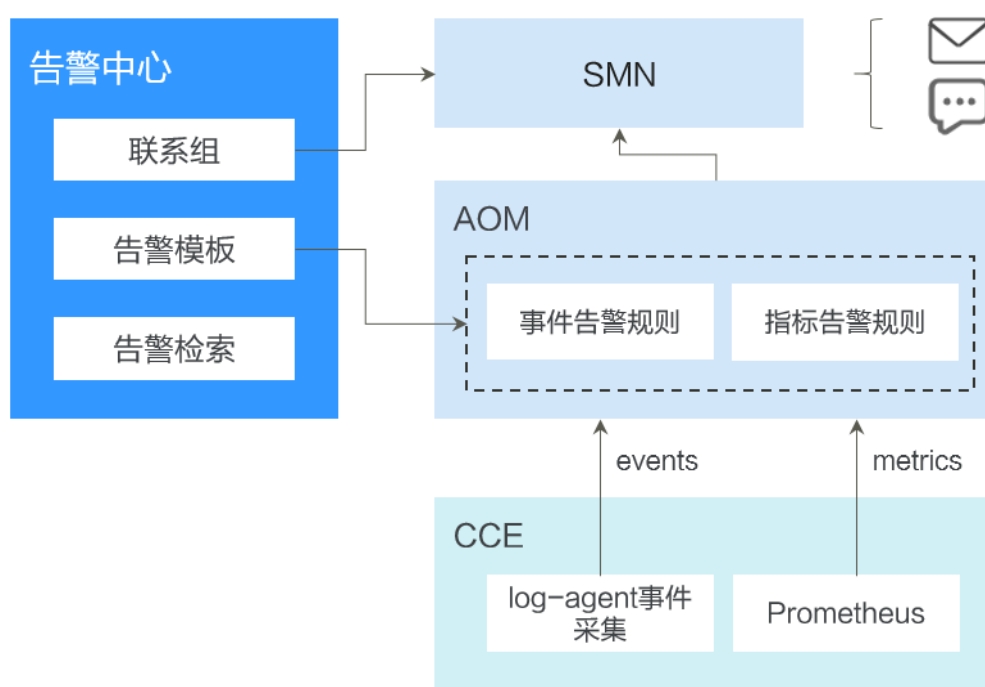 告警中心
联系组
告警模板
告警检索
SMN
AOM
事件告警规则
指标告警规则
events
metrics
CCE
log-agent事件
采集
Prometheus